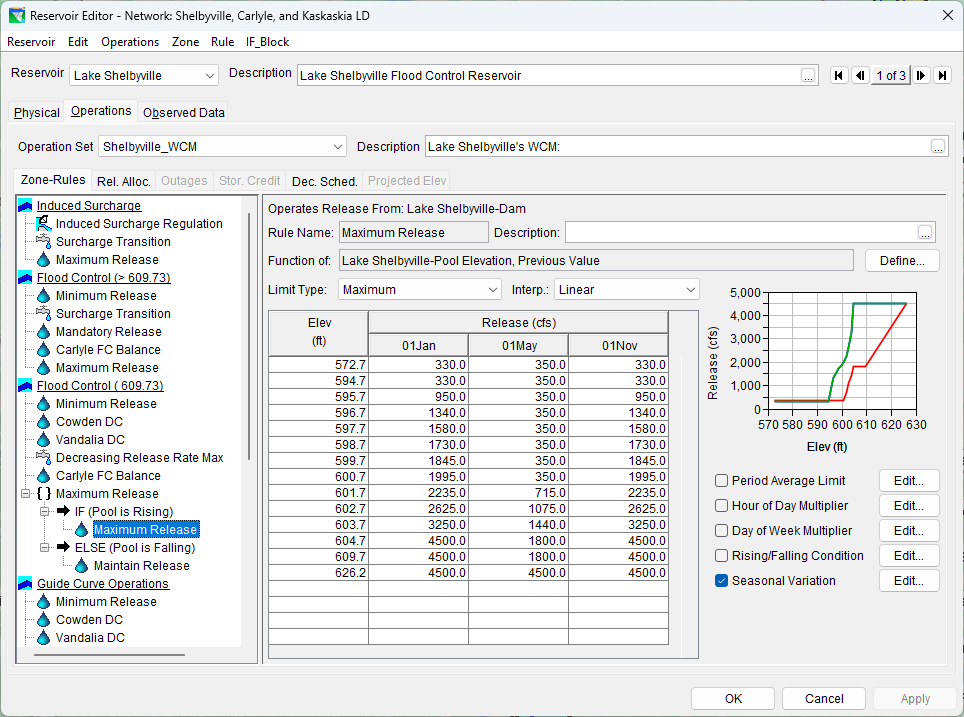 Reservoir Editor - Network: Shelbyville, Carlyle, and Kaskaskia LD
Reservoir Edit Operations Zone Rule IF_Block
Reservoir Lake Shelbyville Description Lake Shelbyville Flood Control Reservoir ... 1 of 3
Physical Operations Observed Data
Operation Set Shelbyville_WCM Description Lake Shelbyville's WCM: ...
Zone-Rules Rel. Alloc. Outages Stor. Credit Dec. Sched. Projected Elev
Induced Surcharge
Induced Surcharge Regulation
Surcharge Transition
Maximum Release
Flood Control (> 609.73)
Minimum Release
Surcharge Transition
Mandatory Release
Carlyle FC Balance
Maximum Release
Flood Control ( 609.73)
Minimum Release
Cowden DC
Vandalia DC
Decreasing Release Rate Max
Carlyle FC Balance
{ } Maximum Release
IF (Pool is Rising)
Maximum Release
ELSE (Pool is Falling)
Maintain Release
Guide Curve Operations
Minimum Release
Cowden DC
Vandalia DC
Operates Release From: Lake Shelbyville-Dam
Rule Name: Maximum Release Description: ...
Function of: Lake Shelbyville-Pool Elevation, Previous Value Define...
Limit Type: Maximum Interp.: Linear
Elev (ft) Release (cfs)
01Jan 01May 01Nov
572.7 330.0 350.0 330.0
594.7 330.0 350.0 330.0
595.7 950.0 350.0 950.0
596.7 1340.0 350.0 1340.0
597.7 1580.0 350.0 1580.0
598.7 1730.0 350.0 1730.0
599.7 1845.0 350.0 1845.0
600.7 1995.0 350.0 1995.0
601.7 2235.0 715.0 2235.0
602.7 2625.0 1075.0 2625.0
603.7 3250.0 1440.0 3250.0
604.7 4500.0 1800.0 4500.0
609.7 4500.0 1800.0 4500.0
626.2 4500.0 4500.0 4500.0
Release (cfs)
5,000
4,000
3,000
2,000
1,000
0
570 580 590 600 610 620 630
Elev (ft)
Period Average Limit Edit...
Hour of Day Multiplier Edit...
Day of Week Multiplier Edit...
Rising/Falling Condition Edit...
Seasonal Variation Edit...
OK Cancel Apply